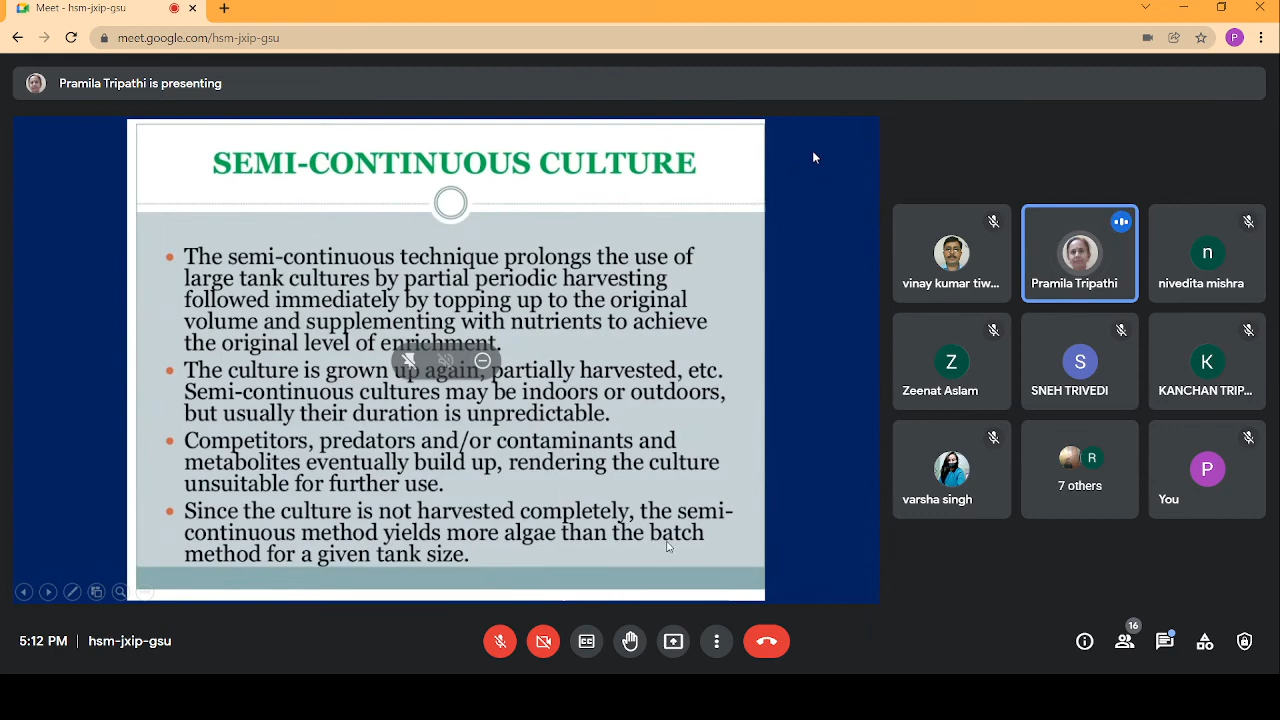 Meet - hsm-jxip-gsu
meet.google.com/hsm-jxip-gsu
P
Pramila Tripathi is presenting
SEMI-CONTINUOUS CULTURE
• The semi-continuous technique prolongs the use of
large tank cultures by partial periodic harvesting
followed immediately by topping up to the original
volume and supplementing with nutrients to achieve
the original level of enrichment.
• The culture is grown up again, partially harvested, etc.
Semi-continuous cultures may be indoors or outdoors,
but usually their duration is unpredictable.
• Competitors, predators and/or contaminants and
metabolites eventually build up, rendering the culture
unsuitable for further use.
• Since the culture is not harvested completely, the semi-
continuous method yields more algae than the batch
method for a given tank size.
vinay kumar tiw...
Pramila Tripathi
n
nivedita mishra
Z
Zeenat Aslam
S
SNEH TRIVEDI
K
KANCHAN TRIP...
varsha singh
R
7 others
P
You
5:12 PM | hsm-jxip-gsu
16